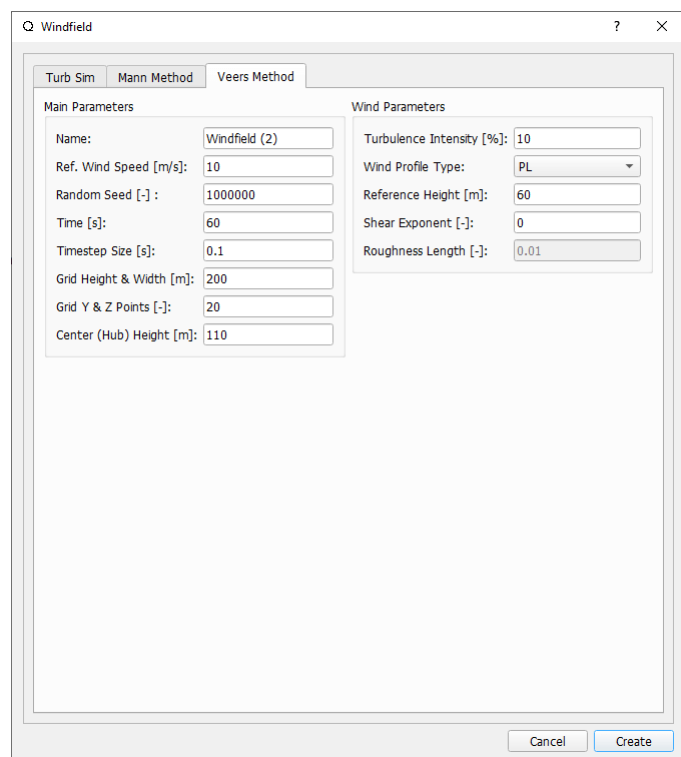 Windfield
?
Turb Sim
Mann Method
Veers Method
Main Parameters
Name:
Windfield (2)
Ref. Wind Speed [m/s]:
10
Random Seed [-] :
1000000
Time [s]:
60
Timestep Size [s]:
0.1
Grid Height & Width [m]:
200
Grid Y & Z Points [-]:
20
Center (Hub) Height [m]:
110
Wind Parameters
Turbulence Intensity [%]:
10
Wind Profile Type:
PL
Reference Height [m]:
60
Shear Exponent [-]:
0
Roughness Length [-]:
0.01
Cancel
Create